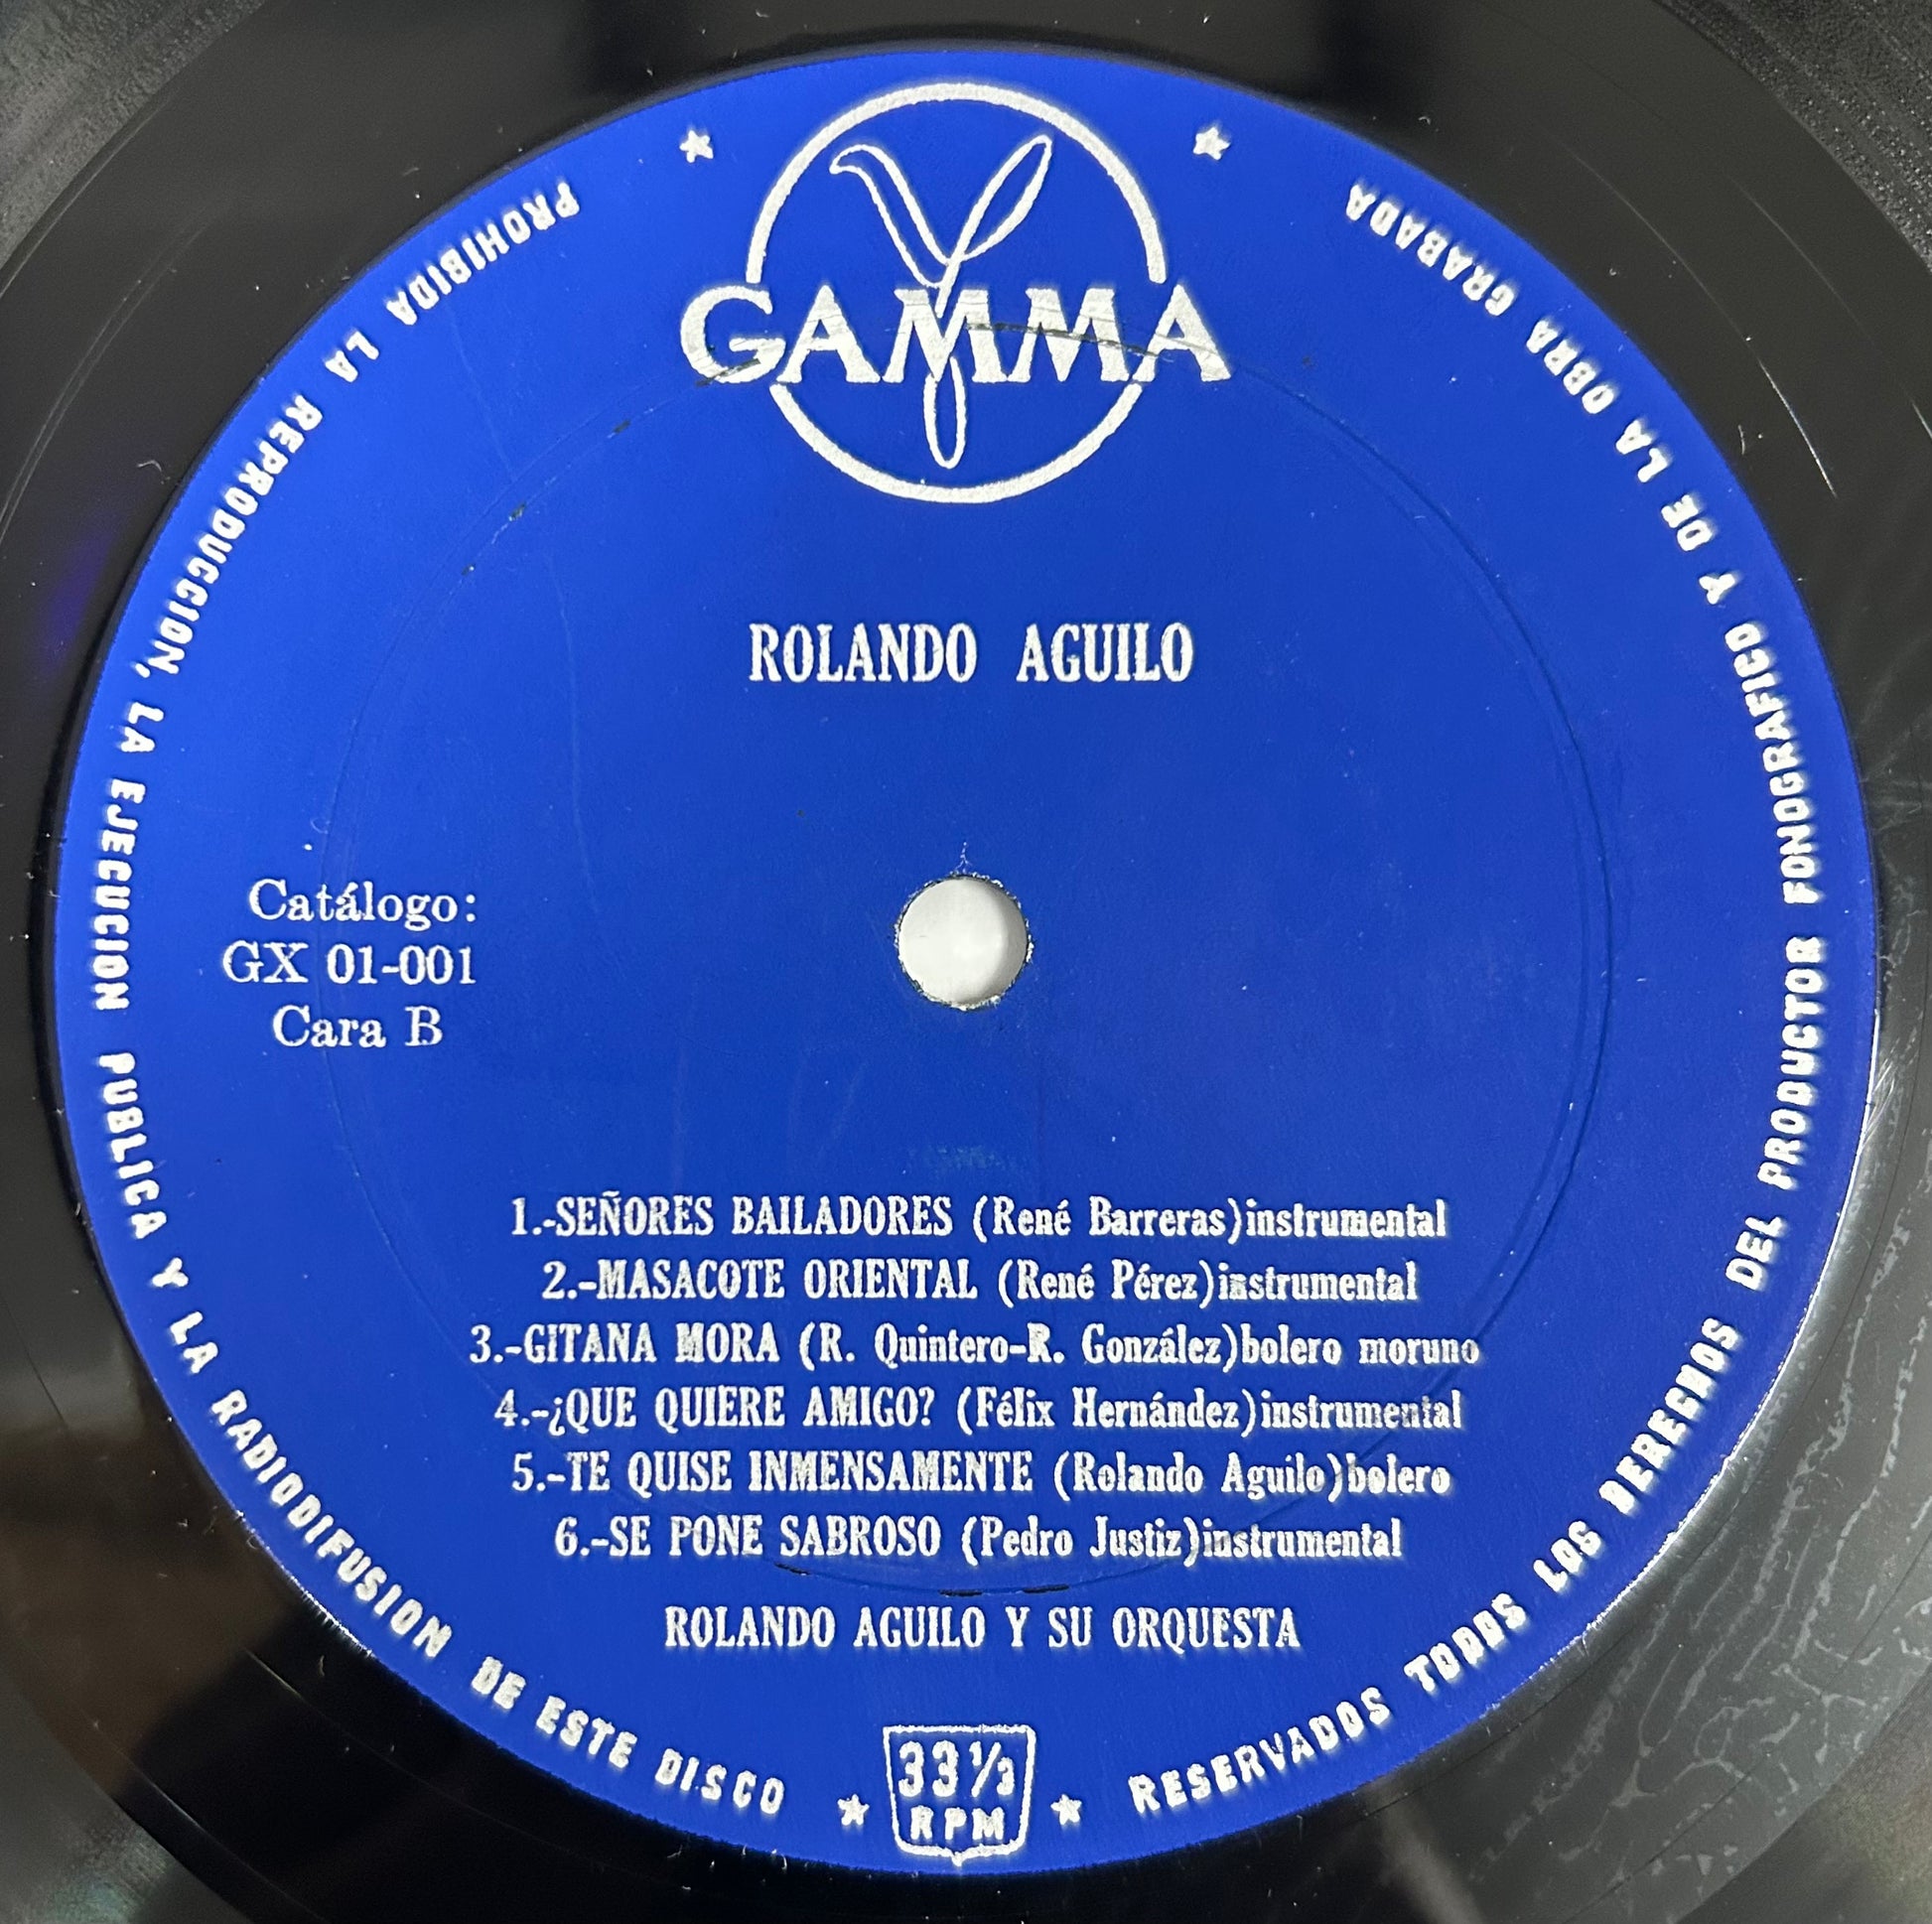 GAMMA
ROLANDO AGUILO
Catálogo:
GX 01-001
Cara B
1.-SEÑORES BAILADORES (René Barreras)instrumental
2.-MASACOTE ORIENTAL (René Pérez)instrumental
3.-GITANA MORA (R. Quintero-R. González)bolero moruno
4.-¿QUE QUIERE AMIGO? (Félix Hernández)instrumental
5.-TE QUISE INMENSAMENTE (Rolando Aguilo)bolero
6.-SE PONE SABROSO (Pedro Justiz)instrumental
ROLANDO AGUILO Y SU ORQUESTA
33 1/3
RPM
PROHIBIDA LA REPRODUCCION, LA EJECUCION PUBLICA Y LA RADIODIFUSION DE ESTE DISCO
RESERVADOS TODOS LOS DERECHOS DEL PRODUCTOR FONOGRAFICO Y DE LA OBRA GRABADA